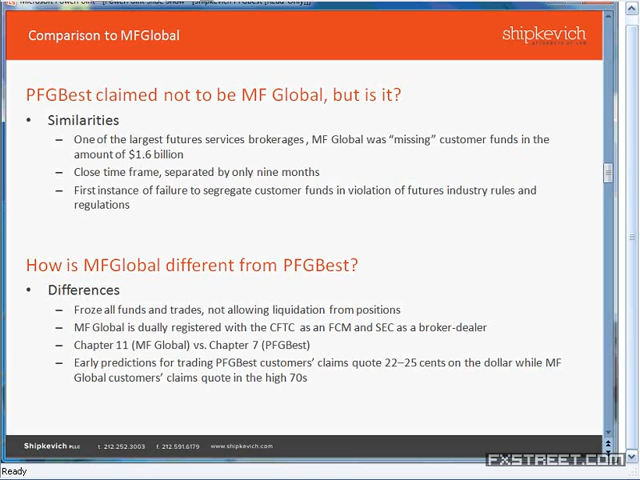 Comparison to MFGlobal
shipkevich
ATTORNEYS AT LAW
PFGBest claimed not to be MF Global, but is it?
• Similarities
– One of the largest futures services brokerages, MF Global was “missing” customer funds in the
amount of $1.6 billion
– Close time frame, separated by only nine months
– First instance of failure to segregate customer funds in violation of futures industry rules and
regulations
How is MFGlobal different from PFGBest?
• Differences
– Froze all funds and trades, not allowing liquidation from positions
– MF Global is dually registered with the CFTC as an FCM and SEC as a broker-dealer
– Chapter 11 (MF Global) vs. Chapter 7 (PFGBest)
– Early predictions for trading PFGBest customers’ claims quote 22–25 cents on the dollar while MF
Global customers’ claims quote in the high 70s
Shipkevich PLLC t. 212.252.3003 f. 212.591.6179 www.shipkevich.com
FXSTREET.COM
Ready